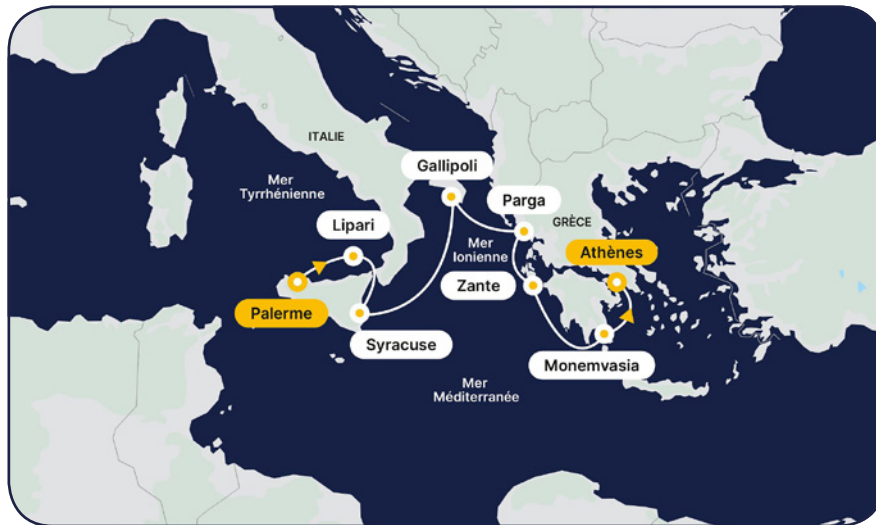 ITALIE
Gallipoli
Mer
Tyrrhénienne
Parga
Lipari
GRÈCE
Mer
Ionienne
Athènes
Zante
Palerme
Syracuse
Monemvasia
Mer
Méditerranée